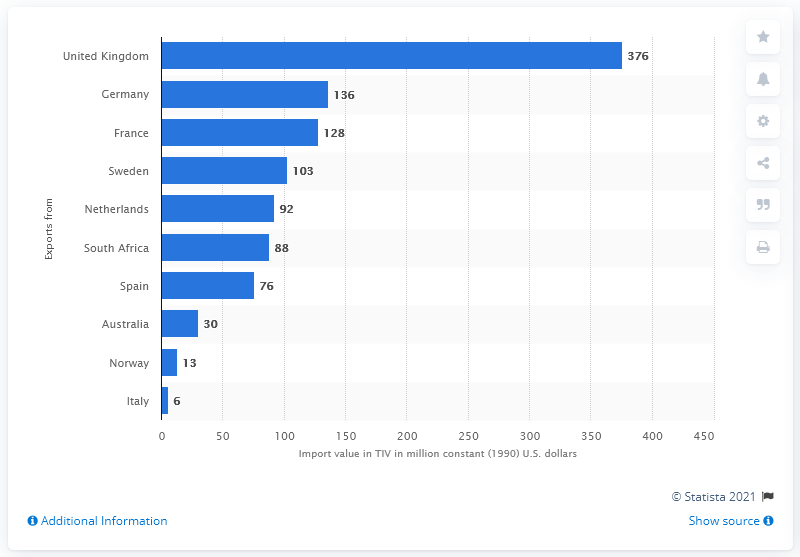 United Kingdom 376
Germany 136
France 128
Sweden 103
Netherlands 92
South Africa 88
Spain 76
Australia 30
Norway 13
Italy 6
Exports from
0 50 100 150 200 250 300 350 400 450
Import value in TIV in million constant (1990) U.S. dollars
© Statista 2021
Additional Information
Show source